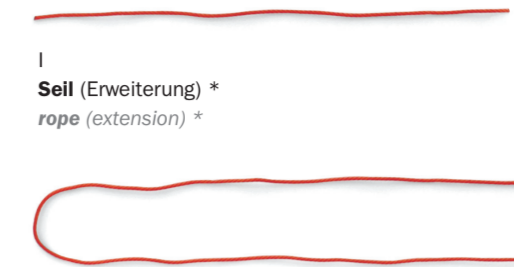 I
Seil (Erweiterung) *
rope (extension) *